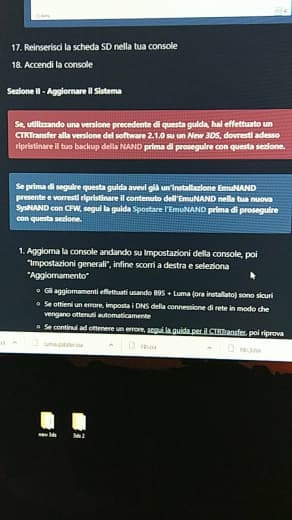 17. Reinserisci la scheda SD nella tua console
18. Accendi la console
Sezione II - Aggiornare il Sistema
Se, utilizzando una versione precedente di questa guida, hai effettuato un
CTRTransfer alla versione del software 2.1.0 su un New 3DS, dovresti adesso
ripristinare il tuo backup della NAND prima di proseguire con questa sezione.
Se prima di seguire questa guida avevi già un'installazione EmuNAND
presente e vorresti ripristinare il contenuto dell'EmuNAND nella tua nuova
SysNAND con CFW, segui la guida Spostare l'EmuNAND prima di proseguire
con questa sezione.
1. Aggiorna la console andando su Impostazioni della console, poi
"Impostazioni generali", infine scorri a destra e seleziona
"Aggiornamento"
Gli aggiornamenti effettuati usando B9S + Luma (ora installato) sono sicuri
Se ottieni un errore, imposta i DNS della connessione di rete in modo che
vengano ottenuti automaticamente
Se continui ad ottenere un errore, segui la guida per il CTRTransfer, poi riprova
new 3ds
3ds 2